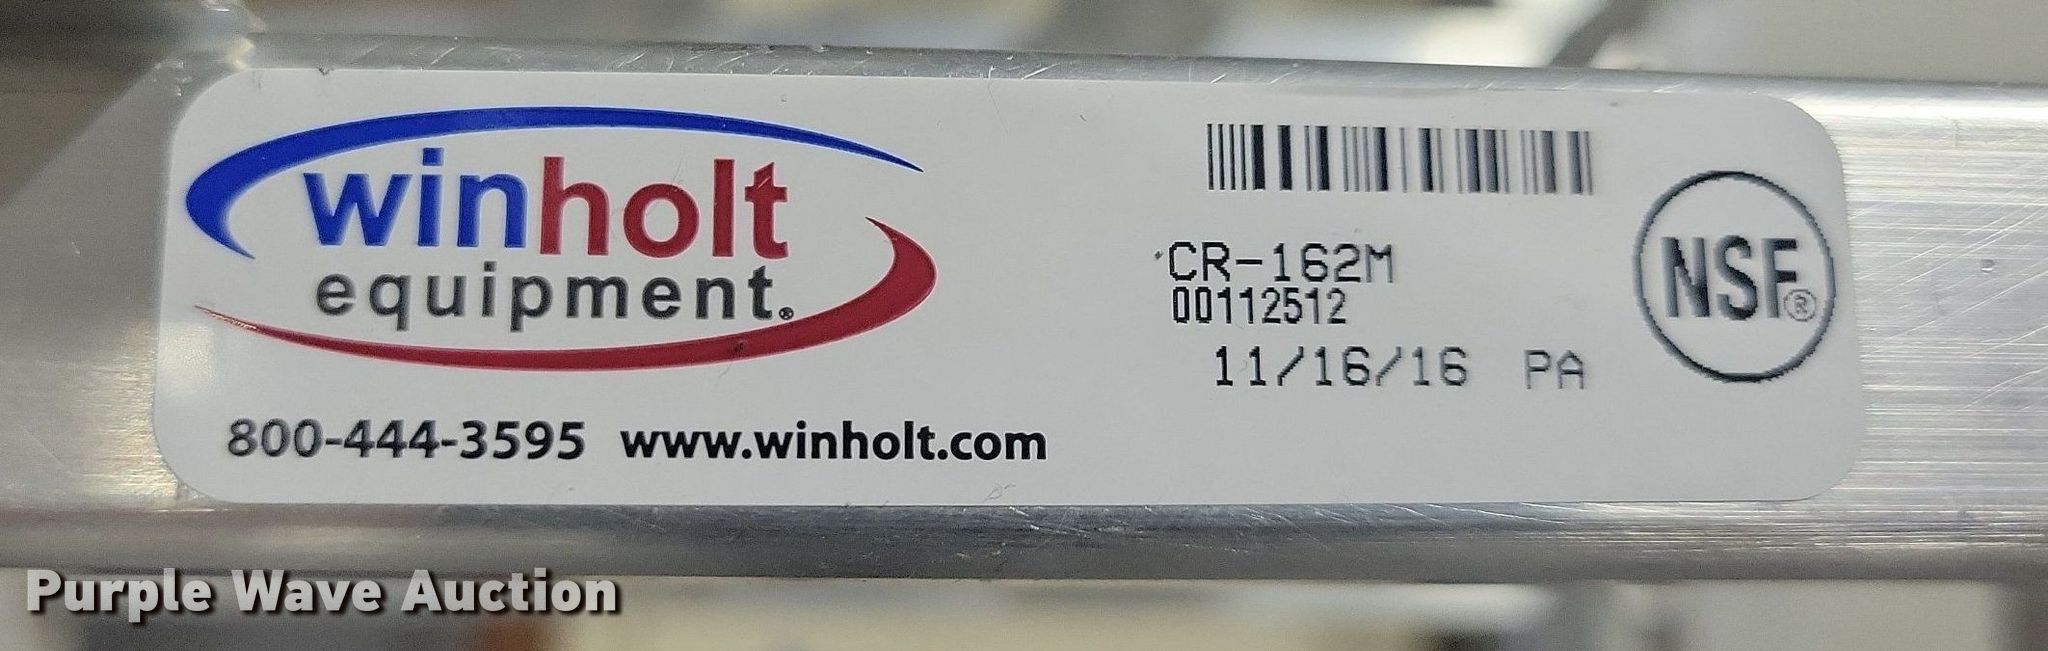 winholt
equipment.®
800-444-3595 www.winholt.com
CR-162M
00112512
11/16/16 PA
NSF®
Purple Wave Auction